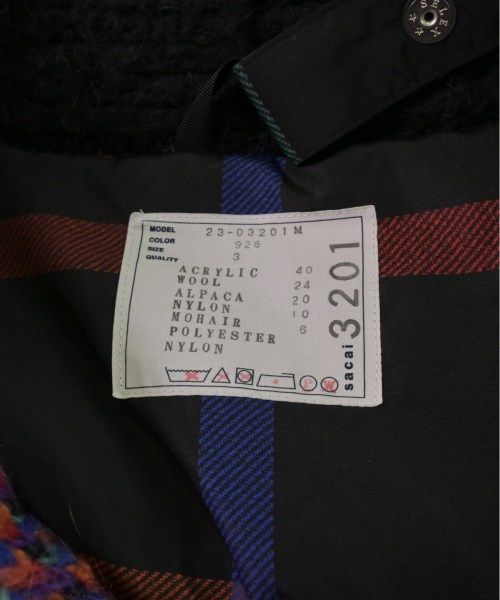 ★ ★ BLEX
MODEL 23-03201M
COLOR 926
SIZE 3
QUALITY
ACRYLIC 40
WOOL 24
ALPACA 20
NYLON 10
MOHAIR 6
POLYESTER
NYLON
P
sacai 3201